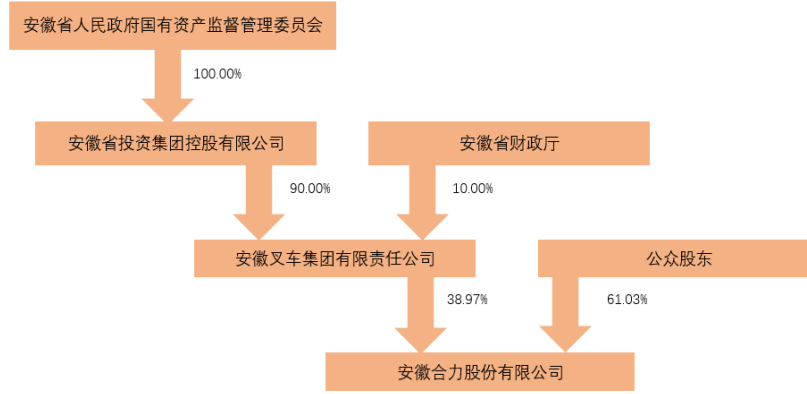 安徽省人民政府国有资产监督管理委员会
100.00%
安徽省投资集团控股有限公司
安徽省财政厅
90.00%
10.00%
安徽叉车集团有限责任公司
公众股东
38.97%
61.03%
安徽合力股份有限公司